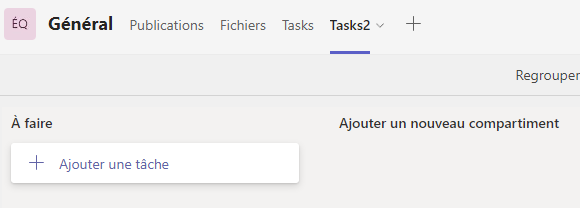 ÉQ Général Publications Fichiers Tasks Tasks2
Regrouper
À faire Ajouter un nouveau compartiment
Ajouter une tâche